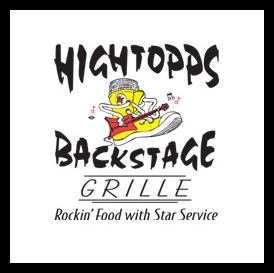 HIGHTOPPS
BACKSTAGE
GRILLE
Rockin' Food with Star Service